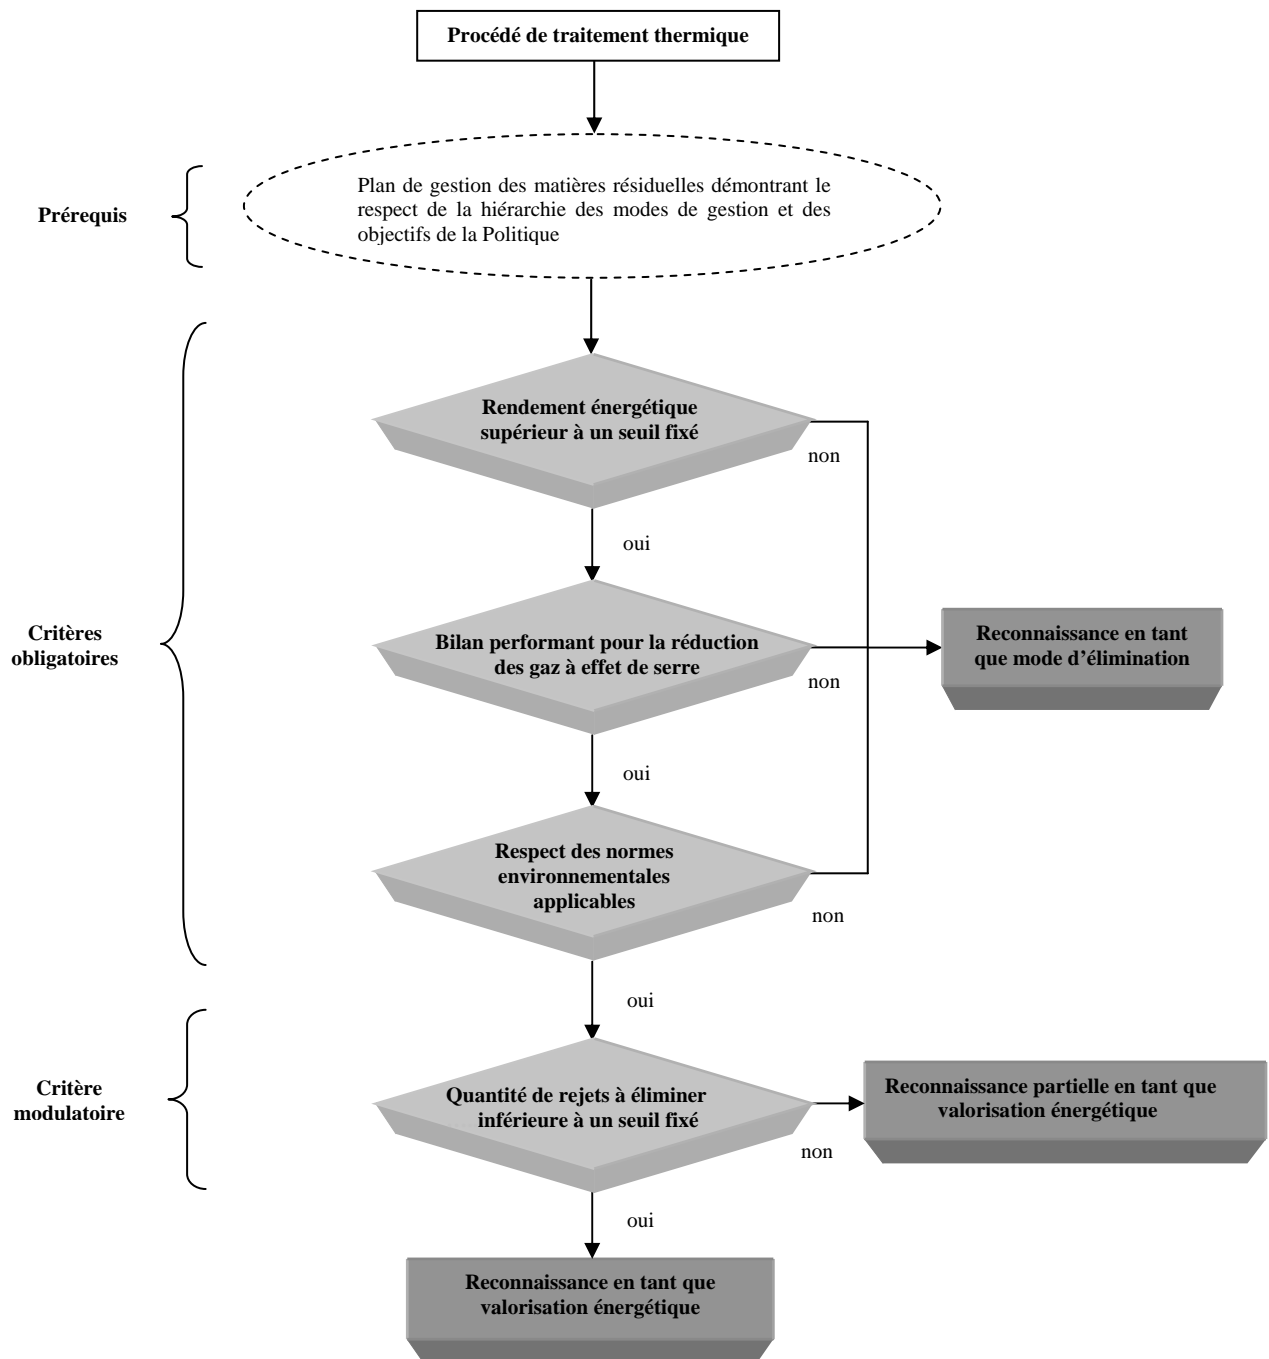 Procédé de traitement thermique
Prérequis
Plan de gestion des matières résiduelles démontrant le
respect de la hiérarchie des modes de gestion et des
objectifs de la Politique
Critères
obligatoires
Rendement énergétique
supérieur à un seuil fixé
non
oui
Bilan performant pour la réduction
des gaz à effet de serre
non
Reconnaissance en tant
que mode d’élimination
oui
Respect des normes
environnementales
applicables
non
oui
Critère
modulatoire
Quantité de rejets à éliminer
inférieure à un seuil fixé
non
Reconnaissance partielle en tant que
valorisation énergétique
oui
Reconnaissance en tant que
valorisation énergétique